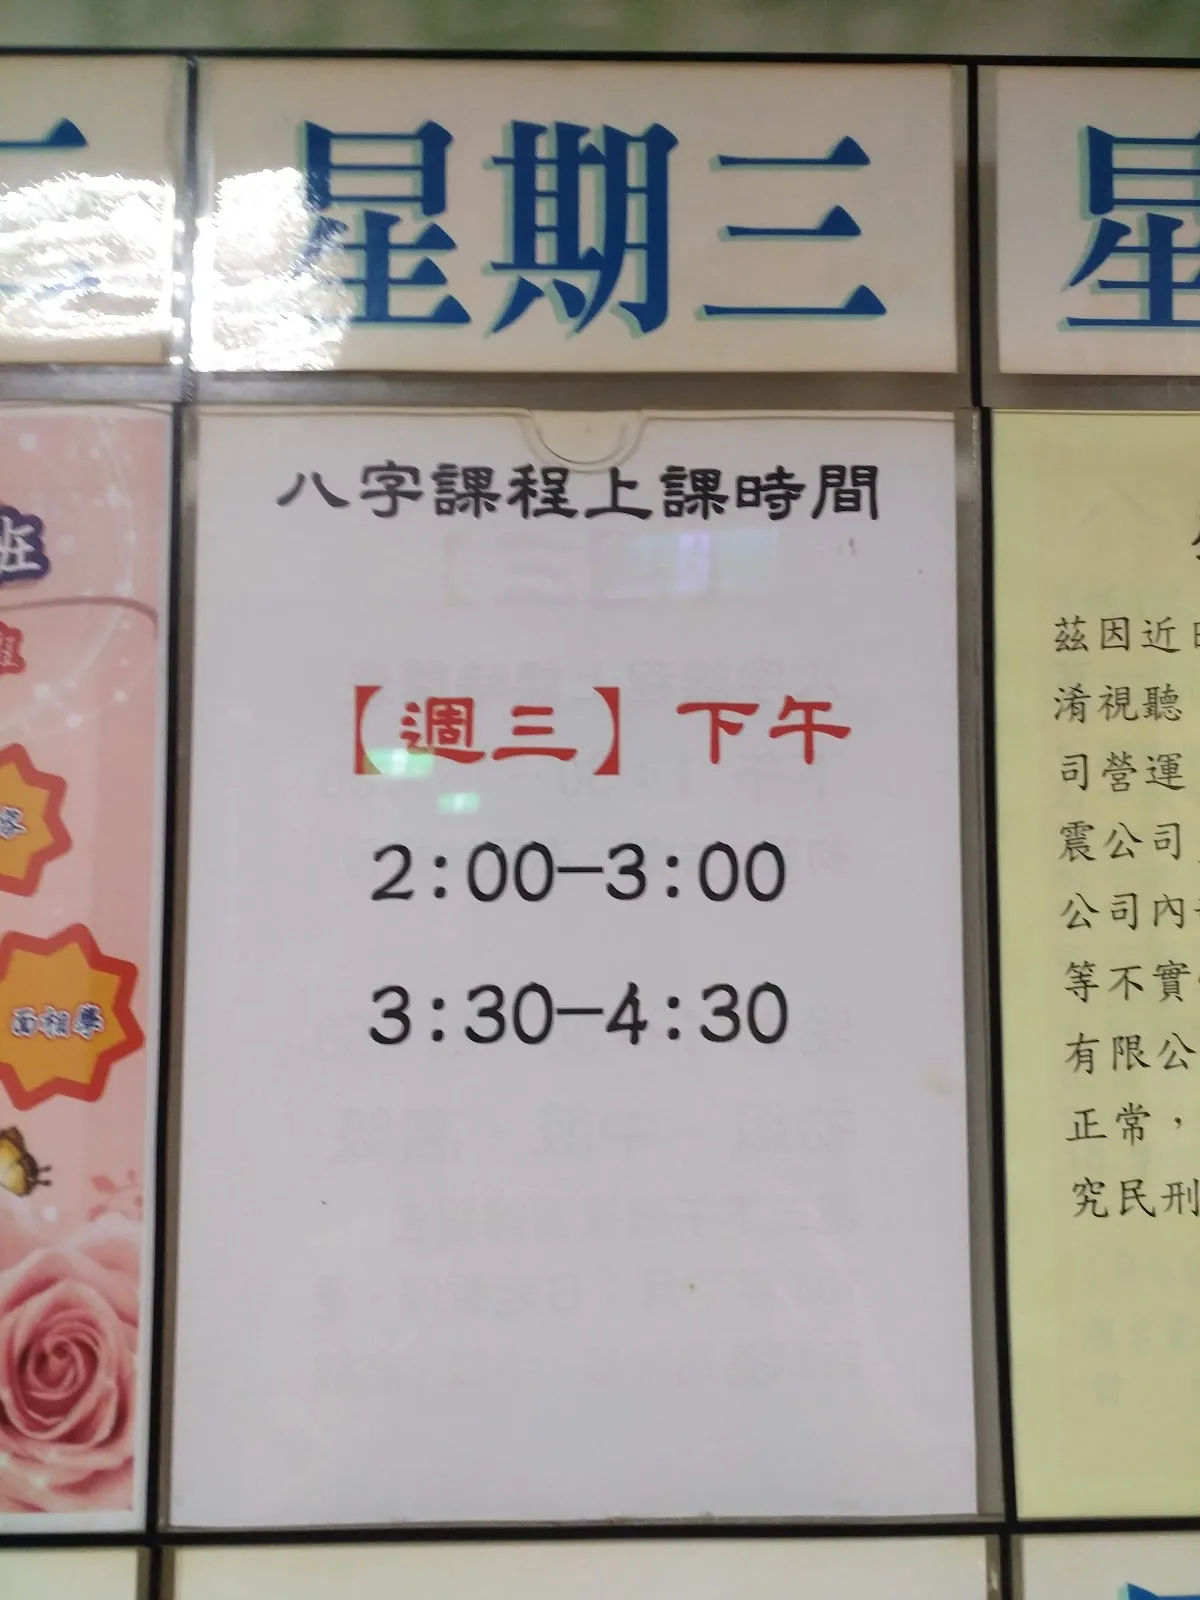 星期三
八字課程上課時間
【週三】下午
2:00-3:00
3:30-4:30
班
面相學
星
茲因近
淆視聽
司營運
震公司
公司內
等不實
有限公
正常，
究民刑